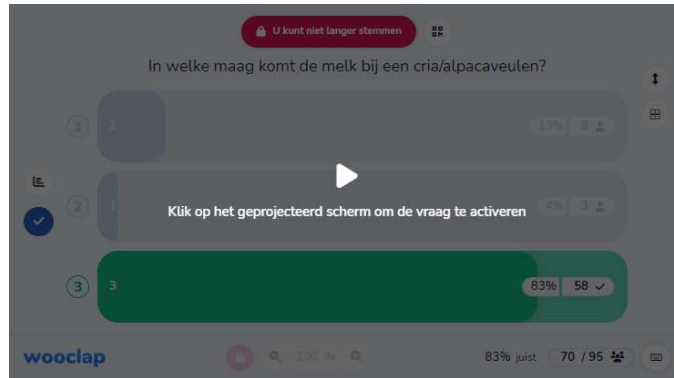 U kunt niet langer stemmen
In welke maag komt de melk bij een cria/alpacaveulen?
1 2 13% 9
Klik op het geprojecteerd scherm om de vraag te activeren
2 1 4% 3
3 3 83% 58
wooclap 100 % 83% juist 70 / 95